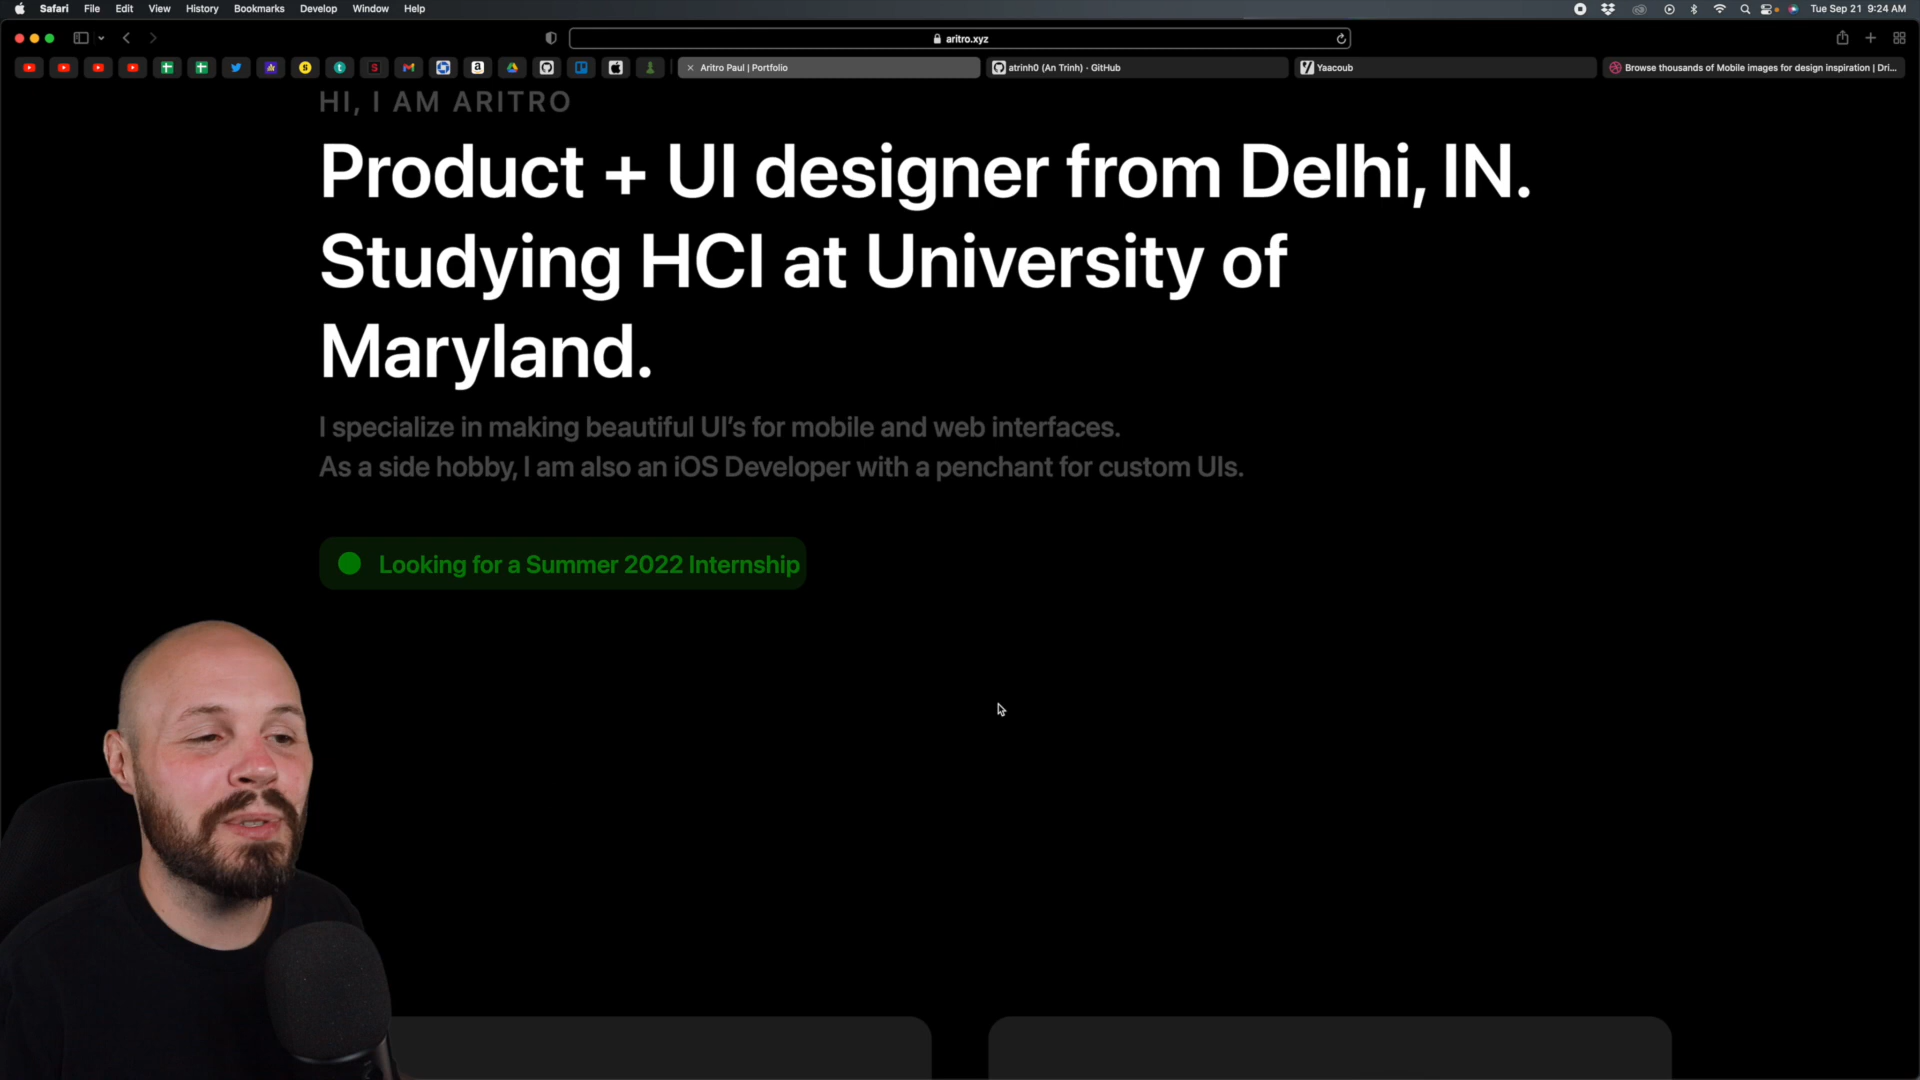 Safari File Edit View History Bookmarks Develop Window Help Tue Sep 21 9:24 AM
aritro.xyz
Aritro Paul | Portfolio atrinh0 (An Trinh) · GitHub Yaacoub Browse thousands of Mobile images for design inspiration | Dri...
HI, I AM ARITRO
Product + UI designer from Delhi, IN.
Studying HCI at University of
Maryland.
I specialize in making beautiful UI's for mobile and web interfaces.
As a side hobby, I am also an iOS Developer with a penchant for custom UIs.
Looking for a Summer 2022 Internship